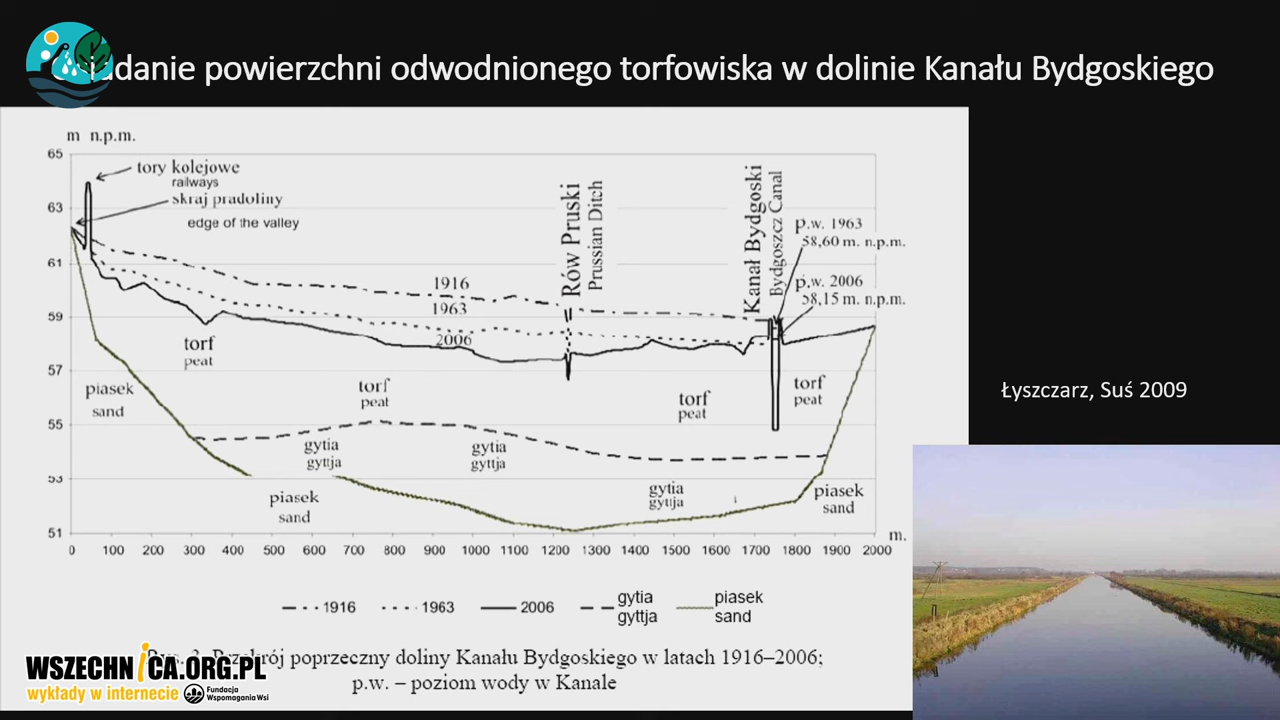 powierzchni odwodnionego torfowiska w dolinie Kanału Bydgoskiego
m n.p.m.
65
63
61
59
57
55
53
51
tory kolejowe
railways
skraj pradoliny
edge of the valley
Rów Pruski
Prussian Ditch
Kanał Bydgoski
Bydgoszcz Canal
p.w. 1963
58,60 m. n.p.m.
p.w. 2006
58,15 m. n.p.m.
1916
1963
2006
torf
peat
torf
peat
torf
peat
torf
peat
piasek
sand
gytia
gyttja
gytia
gyttja
gytia
gyttja
piasek
sand
piasek
sand
0 100 200 300 400 600 700 800 900 1000 1100 1200 1300 1400 1500 1600 1700 1800 1900 2000
m.
1916 1963 2006 gytia gyttja piasek sand
Przekrój poprzeczny doliny Kanału Bydgoskiego w latach 1916–2006;
p.w. – poziom wody w Kanale
Łyszczarz, Suś 2009
WSZECHNICA.ORG.PL
wykłady w internecie
Fundacja
Wspomagania Wsi